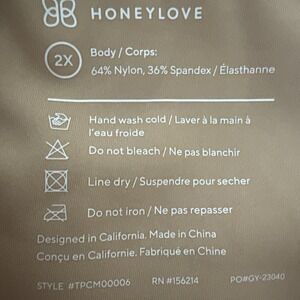 HONEYLOVE
2X
Body / Corps:
64% Nylon, 36% Spandex / Élasthanne
Hand wash cold / Laver à la main à
l'eau froide
Do not bleach / Ne pas blanchir
Line dry / Suspendre pour secher
Do not iron / Ne pas repasser
Designed in California. Made in China
Conçu en Californie. Fabriqué en Chine
STYLE #TPCM00006 RN #156214 PO#GY-23040